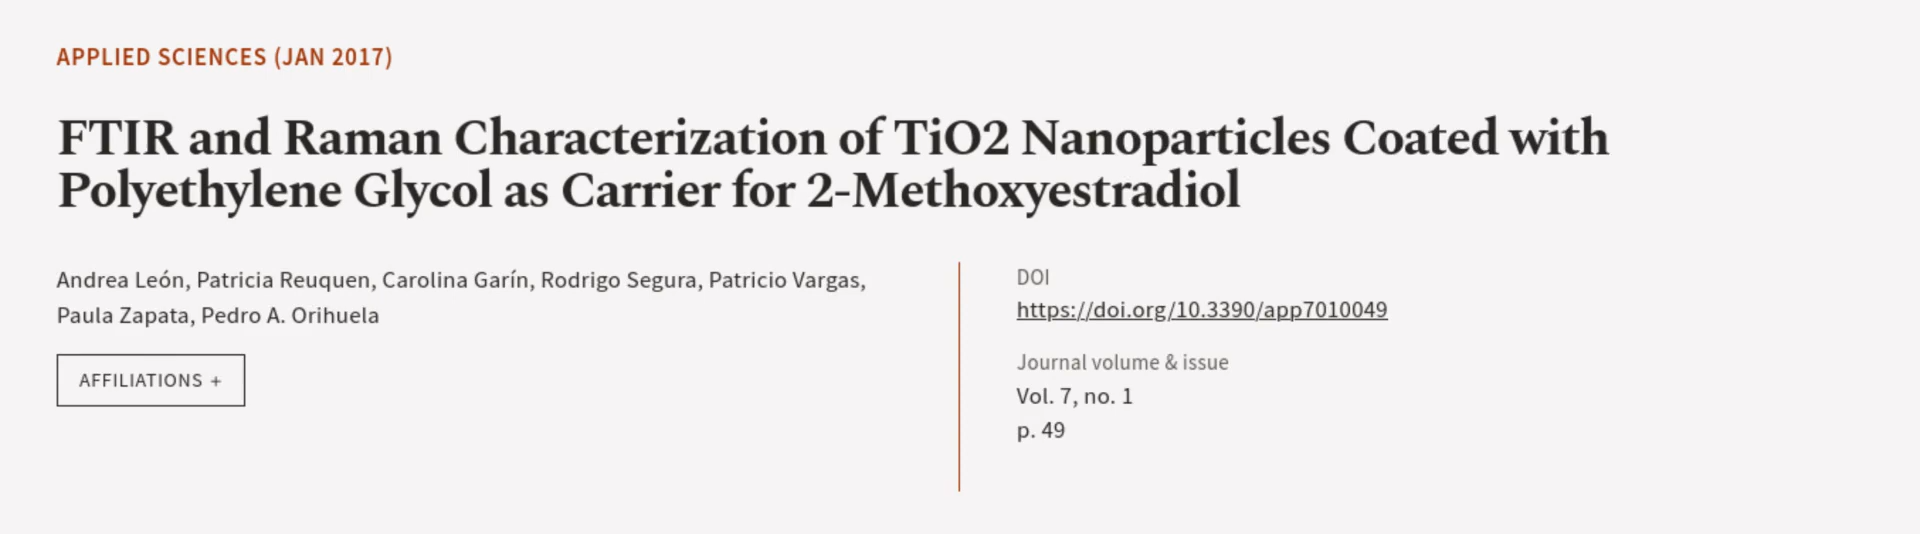 APPLIED SCIENCES (JAN 2017)
FTIR and Raman Characterization of TiO2 Nanoparticles Coated with
Polyethylene Glycol as Carrier for 2-Methoxyestradiol
Andrea León, Patricia Reuquen, Carolina Garín, Rodrigo Segura, Patricio Vargas,
Paula Zapata, Pedro A. Orihuela
AFFILIATIONS +
DOI
https://doi.org/10.3390/app7010049
Journal volume & issue
Vol. 7, no. 1
p. 49